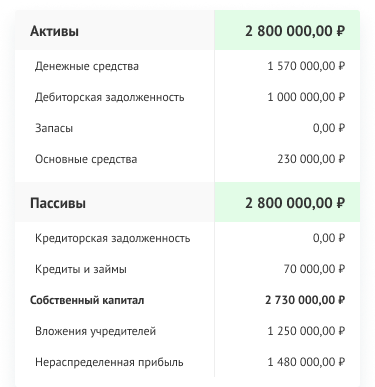 Активы 2 800 000,00 ₽
Денежные средства 1 570 000,00 ₽
Дебиторская задолженность 1 000 000,00 ₽
Запасы 0,00 ₽
Основные средства 230 000,00 ₽
Пассивы 2 800 000,00 ₽
Кредиторская задолженность 0,00 ₽
Кредиты и займы 70 000,00 ₽
Собственный капитал 2 730 000,00 ₽
Вложения учредителей 1 250 000,00 ₽
Нераспределенная прибыль 1 480 000,00 ₽